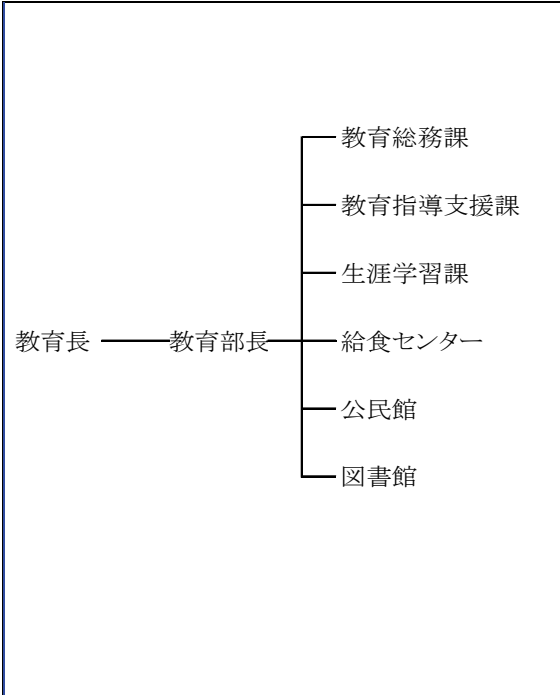 教育総務課
教育指導支援課
生涯学習課
教育長 教育部長 給食センター
公民館
図書館